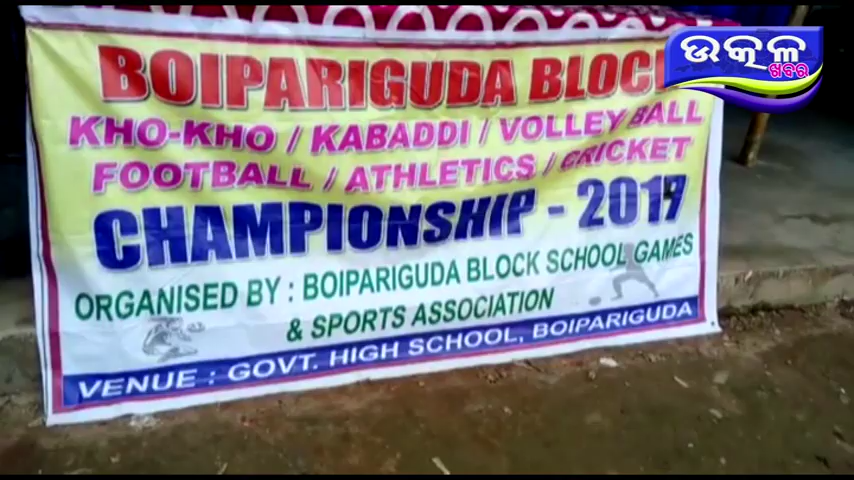 BOIPARIGUDA BLOCK
KHO-KHO / KABADDI / VOLLEY BALL
FOOTBALL / ATHLETICS / CRICKET
CHAMPIONSHIP - 2017
ORGANISED BY : BOIPARIGUDA BLOCK SCHOOL GAMES
& SPORTS ASSOCIATION
VENUE : GOVT. HIGH SCHOOL, BOIPARIGUDA
ଉତ୍କଳ
ଖବର